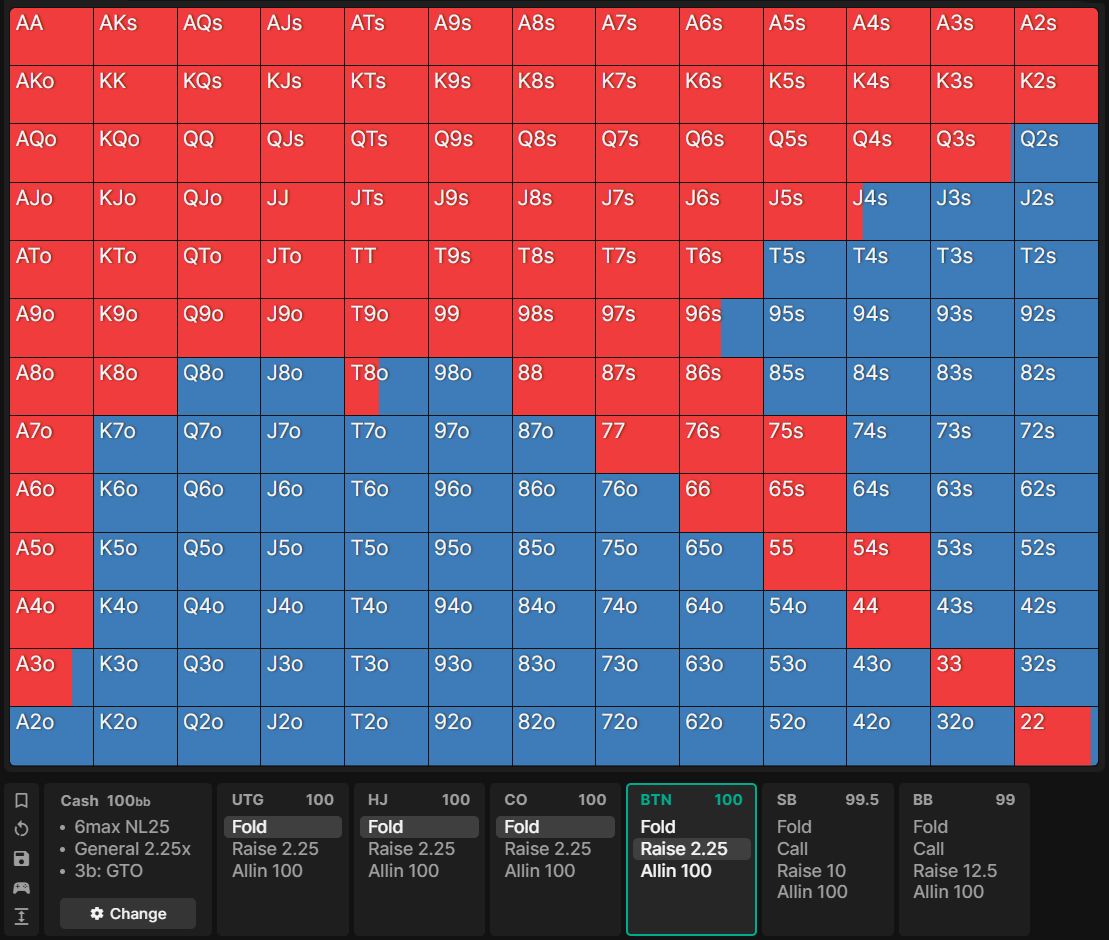 AA AKs AQs AJs ATs A9s A8s A7s A6s A5s A4s A3s A2s
AKo KK KQs KJs KTs K9s K8s K7s K6s K5s K4s K3s K2s
AQo KQo QQ QJs QTs Q9s Q8s Q7s Q6s Q5s Q4s Q3s Q2s
AJo KJo QJo JJ JTs J9s J8s J7s J6s J5s J4s J3s J2s
ATo KTo QTo JTo TT T9s T8s T7s T6s T5s T4s T3s T2s
A9o K9o Q9o J9o T9o 99 98s 97s 96s 95s 94s 93s 92s
A8o K8o Q8o J8o T8o 98o 88 87s 86s 85s 84s 83s 82s
A7o K7o Q7o J7o T7o 97o 87o 77 76s 75s 74s 73s 72s
A6o K6o Q6o J6o T6o 96o 86o 76o 66 65s 64s 63s 62s
A5o K5o Q5o J5o T5o 95o 85o 75o 65o 55 54s 53s 52s
A4o K4o Q4o J4o T4o 94o 84o 74o 64o 54o 44 43s 42s
A3o K3o Q3o J3o T3o 93o 83o 73o 63o 53o 43o 33 32s
A2o K2o Q2o J2o T2o 92o 82o 72o 62o 52o 42o 32o 22
Cash 100bb
• 6max NL25
• General 2.25x
• 3b: GTO
Change
UTG 100
Fold
Raise 2.25
Allin 100
HJ 100
Fold
Raise 2.25
Allin 100
CO 100
Fold
Raise 2.25
Allin 100
BTN 100
Fold
Raise 2.25
Allin 100
SB 99.5
Fold
Call
Raise 10
Allin 100
BB 99
Fold
Call
Raise 12.5
Allin 100